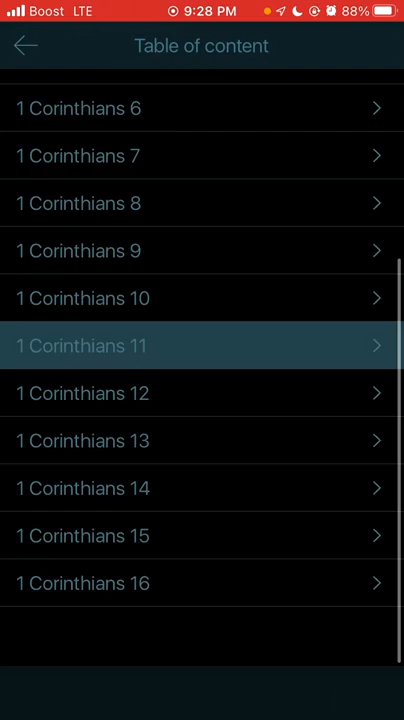 Boost LTE 9:28 PM 88%
Table of content
1 Corinthians 6
1 Corinthians 7
1 Corinthians 8
1 Corinthians 9
1 Corinthians 10
1 Corinthians 11
1 Corinthians 12
1 Corinthians 13
1 Corinthians 14
1 Corinthians 15
1 Corinthians 16